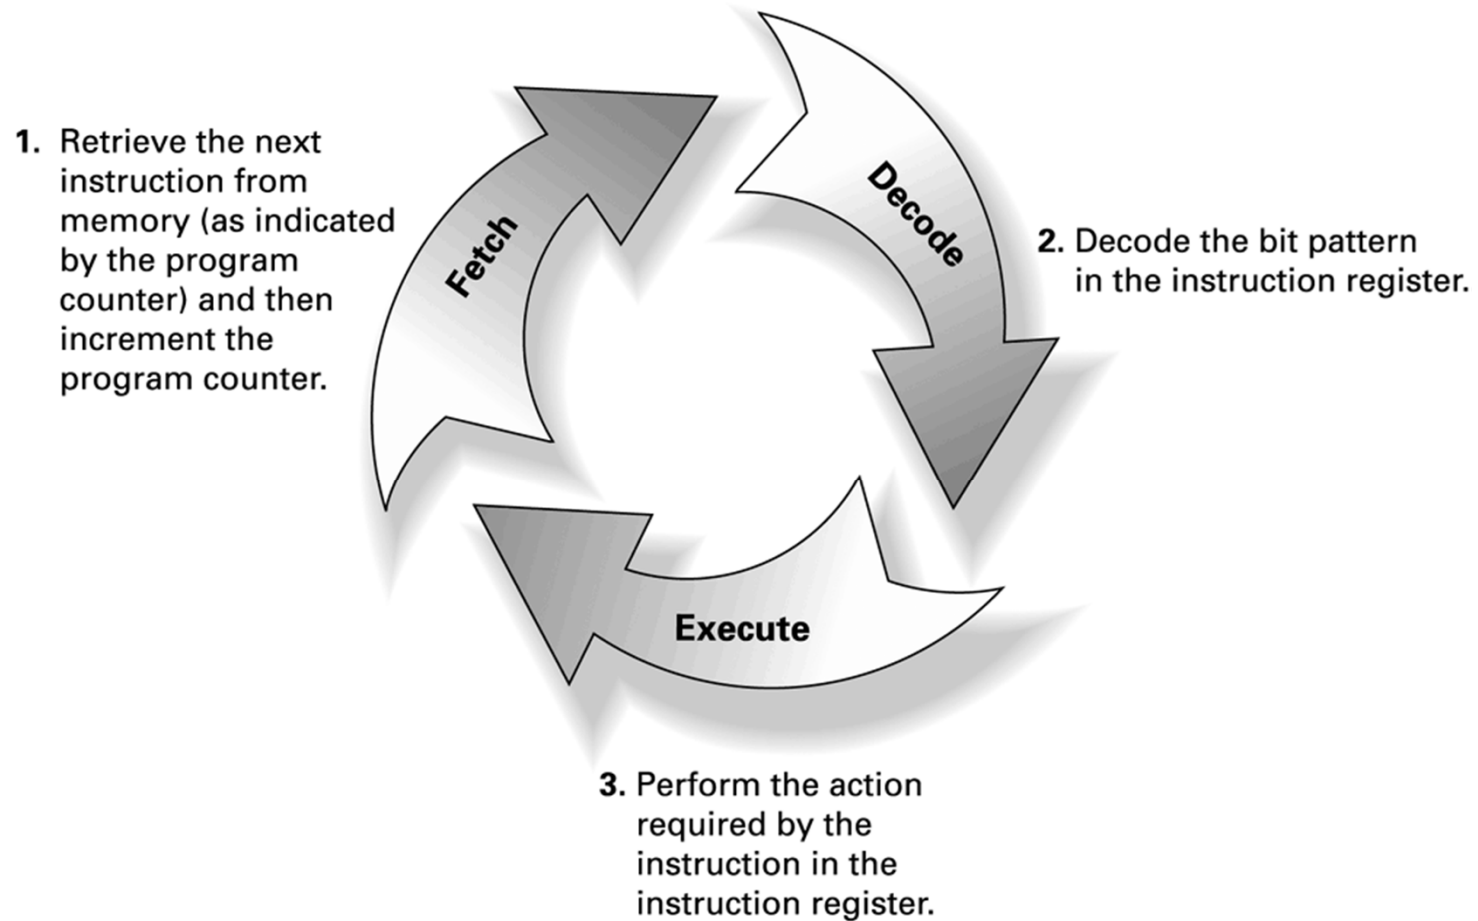 1. Retrieve the next
instruction from
memory (as indicated
by the program
counter) and then
increment the
program counter.
Fetch
Decode
2. Decode the bit pattern
in the instruction register.
Execute
3. Perform the action
required by the
instruction in the
instruction register.